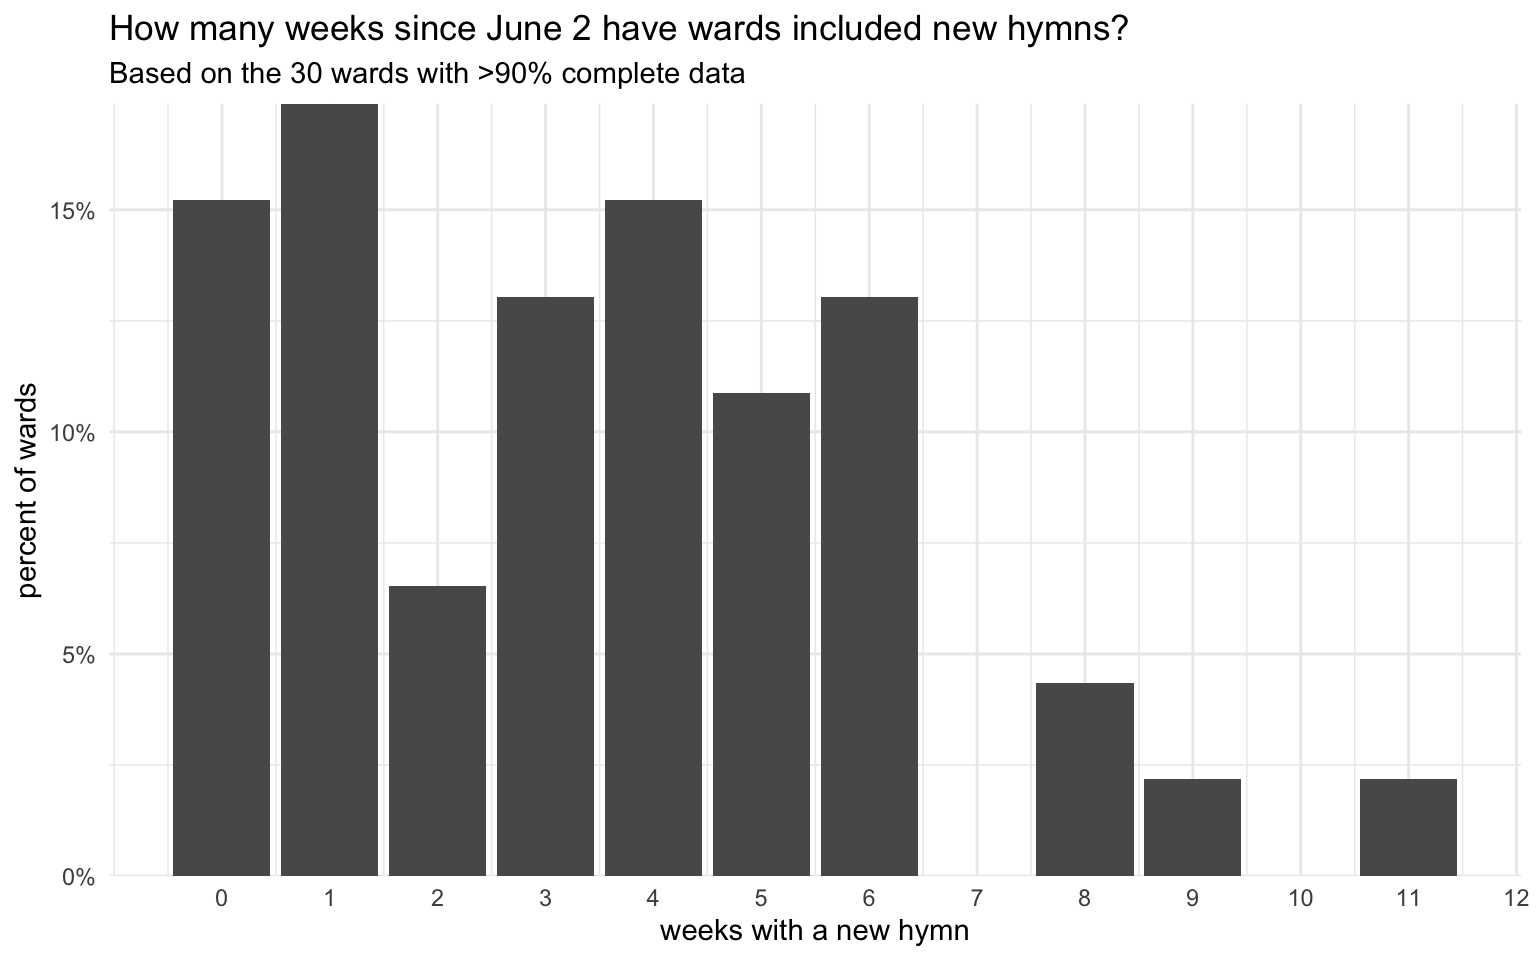 How many weeks since June 2 have wards included new hymns?
Based on the 30 wards with >90% complete data
15%
10%
5%
0%
percent of wards
0 1 2 3 4 5 6 7 8 9 10 11 12
weeks with a new hymn